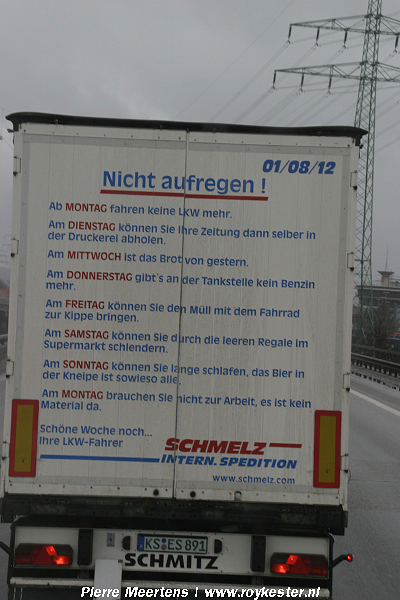 01/08/12
Nicht aufregen !
Ab MONTAG fahren keine LKW mehr.
Am DIENSTAG können Sie Ihre Zeitung dann selber in
der Druckerei abholen.
Am MITTWOCH ist das Brot von gestern.
Am DONNERSTAG gibt's an der Tankstelle kein Benzin
mehr.
Am FREITAG können Sie den Müll mit dem Fahrrad
zur Kippe bringen.
Am SAMSTAG können Sie durch die leeren Regale im
Supermarkt schlendern.
Am SONNTAG können Sie lange schlafen, das Bier in
der Kneipe ist sowieso alle.
Am MONTAG brauchen Sie nicht zur Arbeit, es ist kein
Material da.
Schöne Woche noch...
Ihre LKW-Fahrer
SCHMELZ
INTERN. SPEDITION
www.schmelz.com
KS ES 891
SCHMITZ
Pierre Meertens | www.roykester.nl